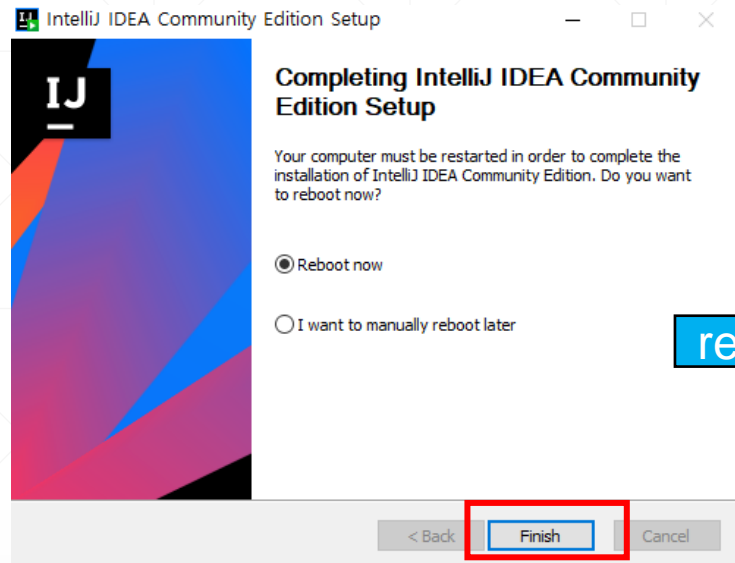 IntelliJ IDEA Community Edition Setup
IJ
Completing IntelliJ IDEA Community
Edition Setup
Your computer must be restarted in order to complete the
installation of IntelliJ IDEA Community Edition. Do you want
to reboot now?
Reboot now
I want to manually reboot later
re
< Back
Finish
Cancel